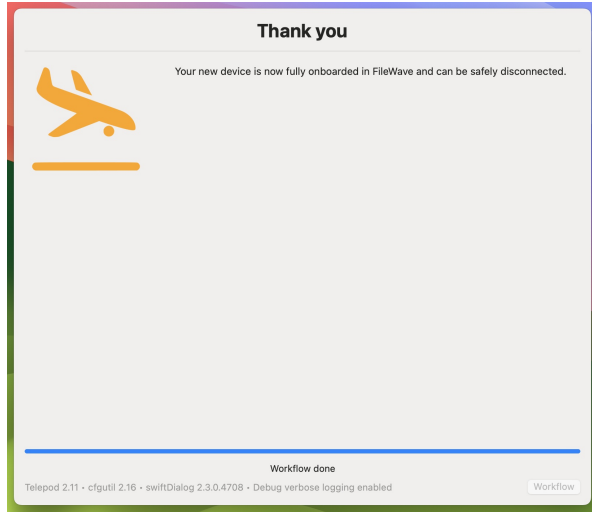 Thank you
Your new device is now fully onboarded in FileWave and can be safely disconnected.
Workflow done
Telepod 2.11 • cfgutil 2.16 • swiftDialog 2.3.0.4708 • Debug verbose logging enabled
Workflow